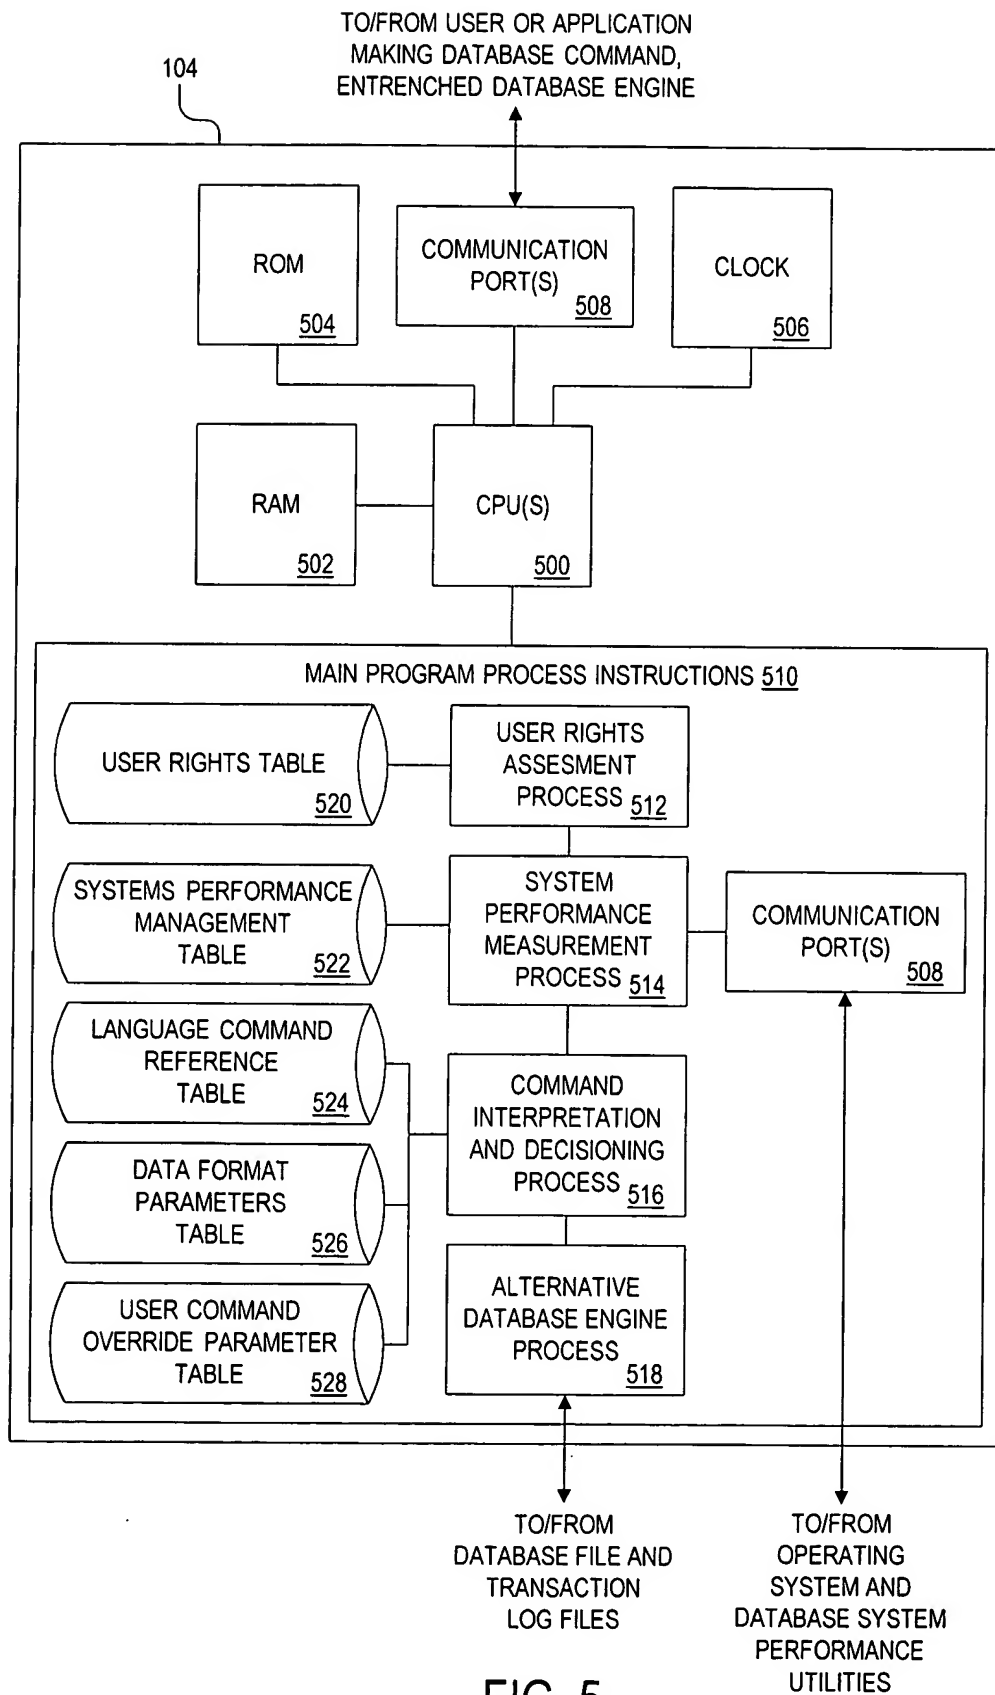 TO/FROM USER OR APPLICATION
MAKING DATABASE COMMAND,
ENTRENCHED DATABASE ENGINE
104
ROM
504
COMMUNICATION
PORT(S)
508
CLOCK
506
RAM
502
CPU(S)
500
MAIN PROGRAM PROCESS INSTRUCTIONS 510
USER RIGHTS TABLE
520
USER RIGHTS
ASSESMENT
PROCESS 512
SYSTEMS PERFORMANCE
MANAGEMENT
TABLE
522
SYSTEM
PERFORMANCE
MEASUREMENT
PROCESS 514
COMMUNICATION
PORT(S)
508
LANGUAGE COMMAND
REFERENCE
TABLE
524
COMMAND
INTERPRETATION
AND DECISIONING
PROCESS 516
DATA FORMAT
PARAMETERS
TABLE
526
USER COMMAND
OVERRIDE PARAMETER
TABLE
528
ALTERNATIVE
DATABASE ENGINE
PROCESS
518
TO/FROM
DATABASE FILE AND
TRANSACTION
LOG FILES
TO/FROM
OPERATING
SYSTEM AND
DATABASE SYSTEM
PERFORMANCE
UTILITIES
FIG. 5